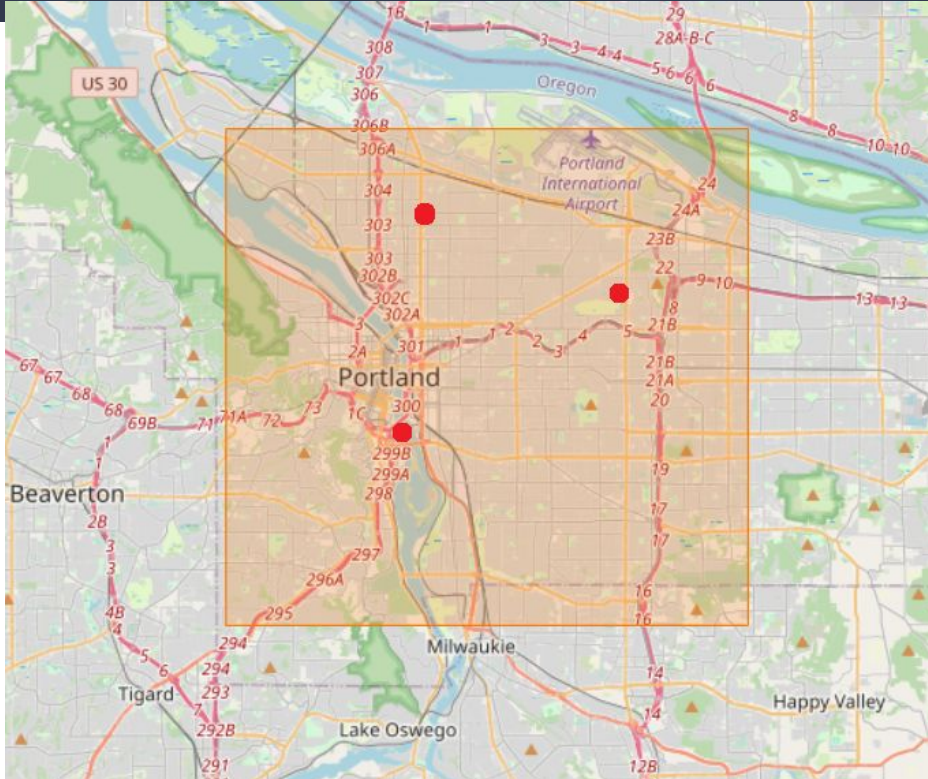 1B
29
1 1 3 3 4 4 5 6 6 6
28A-B-C
308
307
306
US 30
Oregon
8 8 10 10
306B
306A
Portland
International
Airport
304
303
24
24A
23B
303
302B
22
9 10
13 13
302C
302A
8
3
1 1 2 2 3 4 5
21B
301
2A
21B
67
67
Portland
21A
68
68
69B
71
71A
72
73
1C
300
20
1
1
299B
299A
19
Beaverton
298
2B
17
3
3
297
17
296A
16
4B
4
295
16
294
Milwaukie
5
6
294
14
Tigard
293
7
Happy Valley
292B
Lake Oswego
14
291
12B